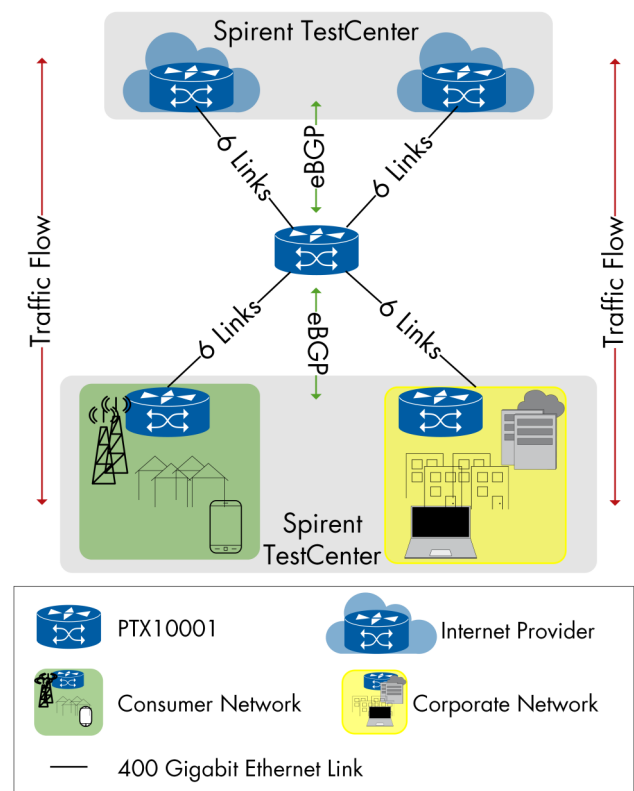 Spirent TestCenter
6 Links
eBGP
6 Links
Traffic Flow
Traffic Flow
6 Links
eBGP
6 Links
Spirent
TestCenter
PTX10001
Internet Provider
Consumer Network
Corporate Network
400 Gigabit Ethernet Link